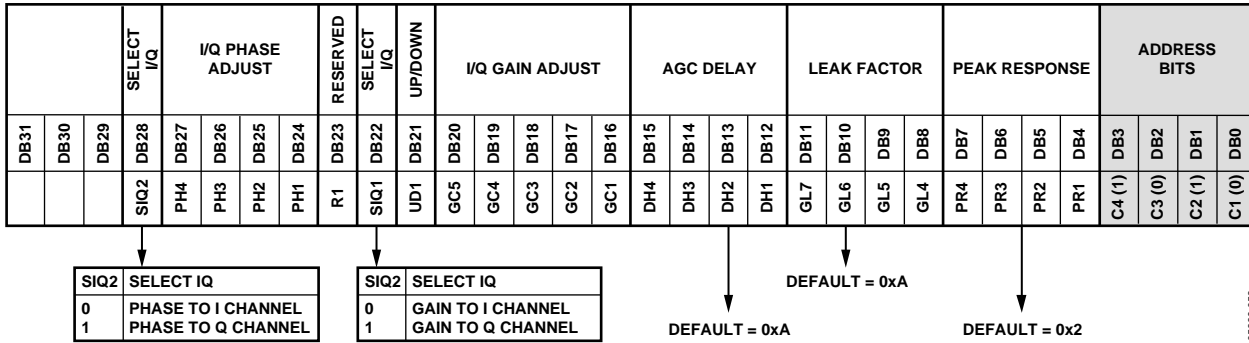 SELECT I/Q
I/Q PHASE ADJUST
RESERVED
SELECT I/Q
UP/DOWN
I/Q GAIN ADJUST
AGC DELAY
LEAK FACTOR
PEAK RESPONSE
ADDRESS BITS
DB31 DB30 DB29 DB28 DB27 DB26 DB25 DB24 DB23 DB22 DB21 DB20 DB19 DB18 DB17 DB16 DB15 DB14 DB13 DB12 DB11 DB10 DB9 DB8 DB7 DB6 DB5 DB4 DB3 DB2 DB1 DB0
SIQ2 PH4 PH3 PH2 PH1 R1 SIQ1 UD1 GC5 GC4 GC3 GC2 GC1 DH4 DH3 DH2 DH1 GL7 GL6 GL5 GL4 PR4 PR3 PR2 PR1 C4 (1) C3 (0) C2 (1) C1 (0)
SIQ2 SELECT IQ
0 PHASE TO I CHANNEL
1 PHASE TO Q CHANNEL
SIQ2 SELECT IQ
0 GAIN TO I CHANNEL
1 GAIN TO Q CHANNEL
DEFAULT = 0xA
DEFAULT = 0xA
DEFAULT = 0x2